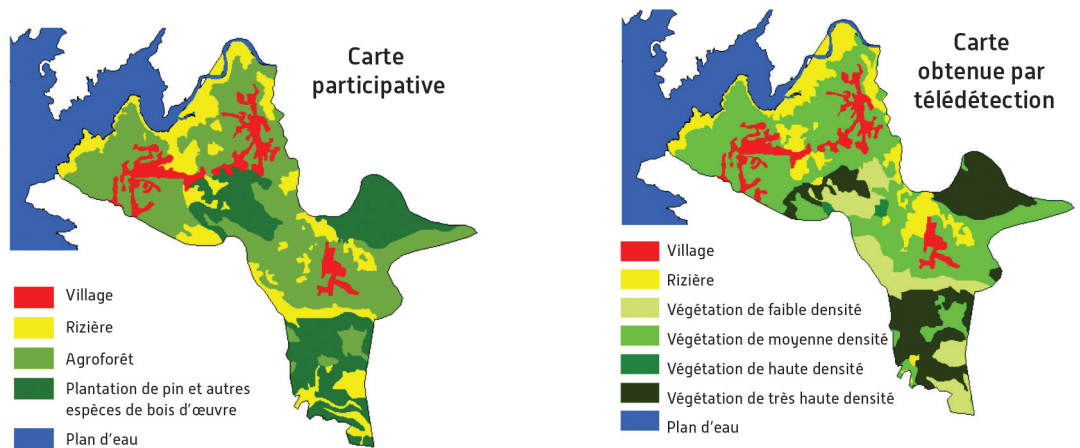 Carte
participative
Village
Rizière
Agroforêt
Plantation de pin et autres
espèces de bois d'œuvre
Plan d'eau
Carte
obtenue par
télédétection
Village
Rizière
Végétation de faible densité
Végétation de moyenne densité
Végétation de haute densité
Végétation de très haute densité
Plan d'eau